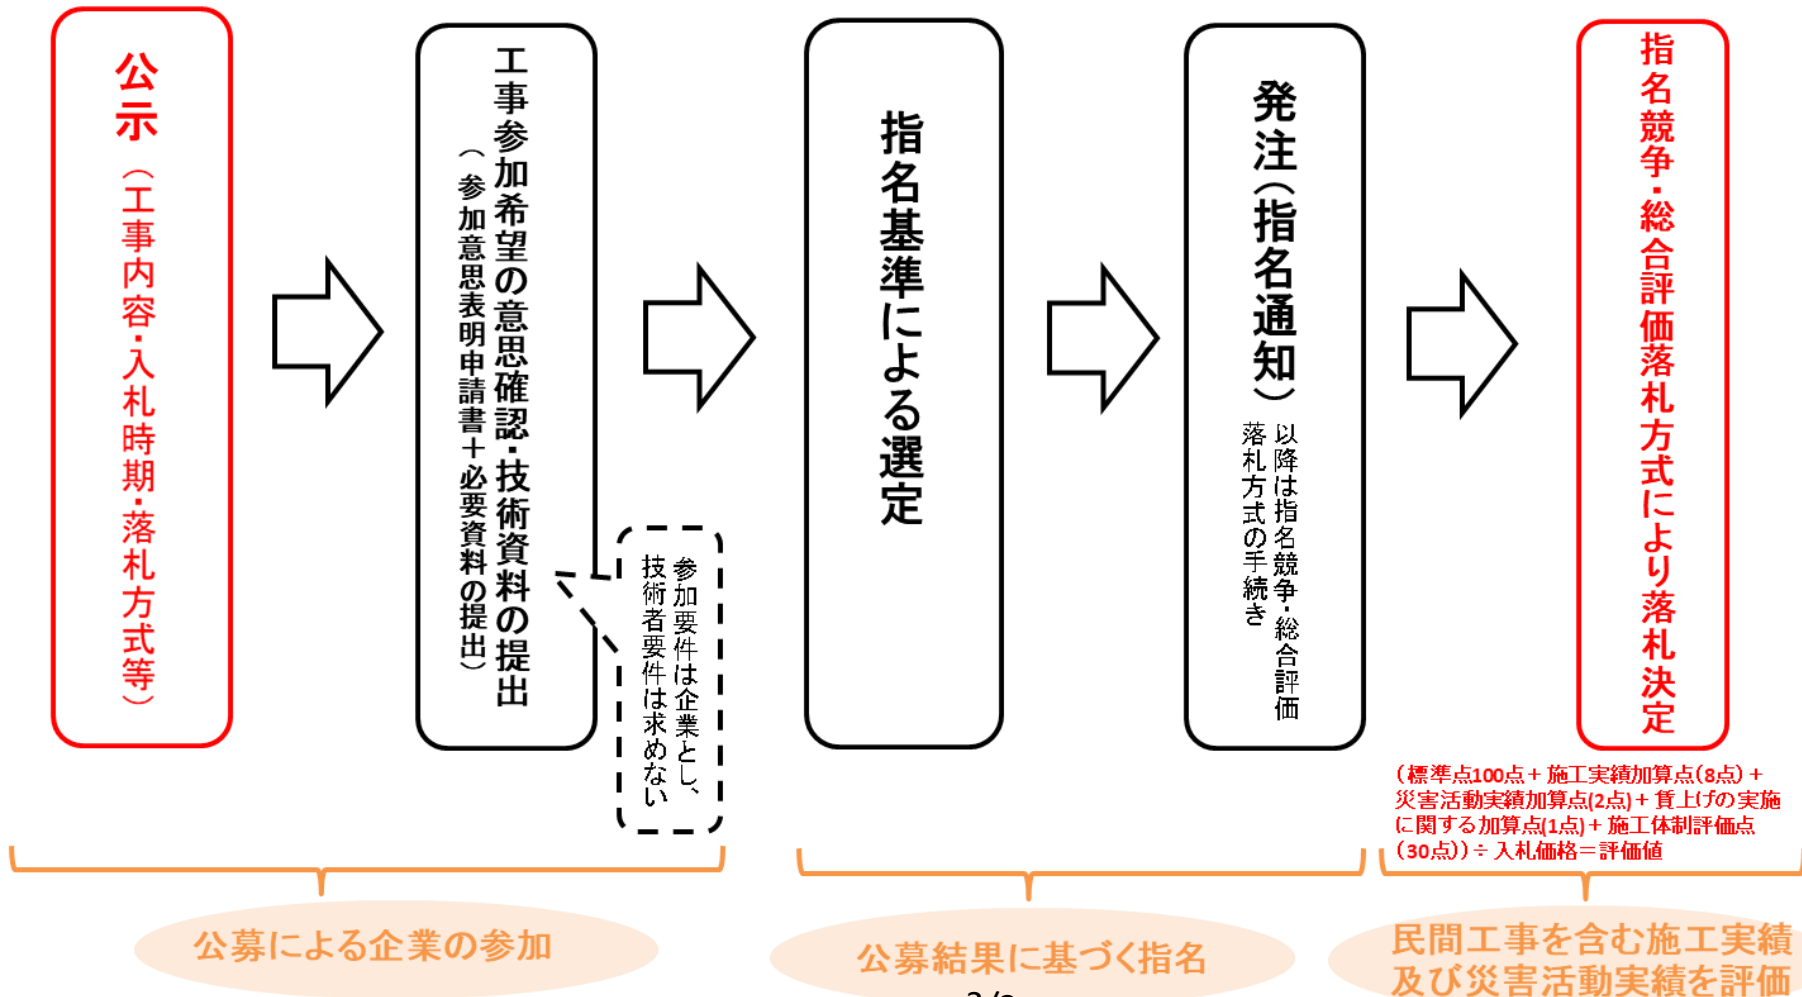 公示（工事内容・入札時期・落札方式等）
工事参加希望の意思確認・技術資料の提出
（参加意思表明申請書＋必要資料の提出）
参加要件は企業とし、
技術者要件は求めない
指名基準による選定
発注（指名通知）
以降は指名競争・総合評価
落札方式の手続き
指名競争・総合評価落札方式により落札決定
（標準点100点＋施工実績加算点（8点）＋
災害活動実績加算点(2点)＋賃上げの実施
に関する加算点(1点)＋施工体制評価点
（30点））÷入札価格＝評価値
公募による企業の参加
公募結果に基づく指名
民間工事を含む施工実績
及び災害活動実績を評価